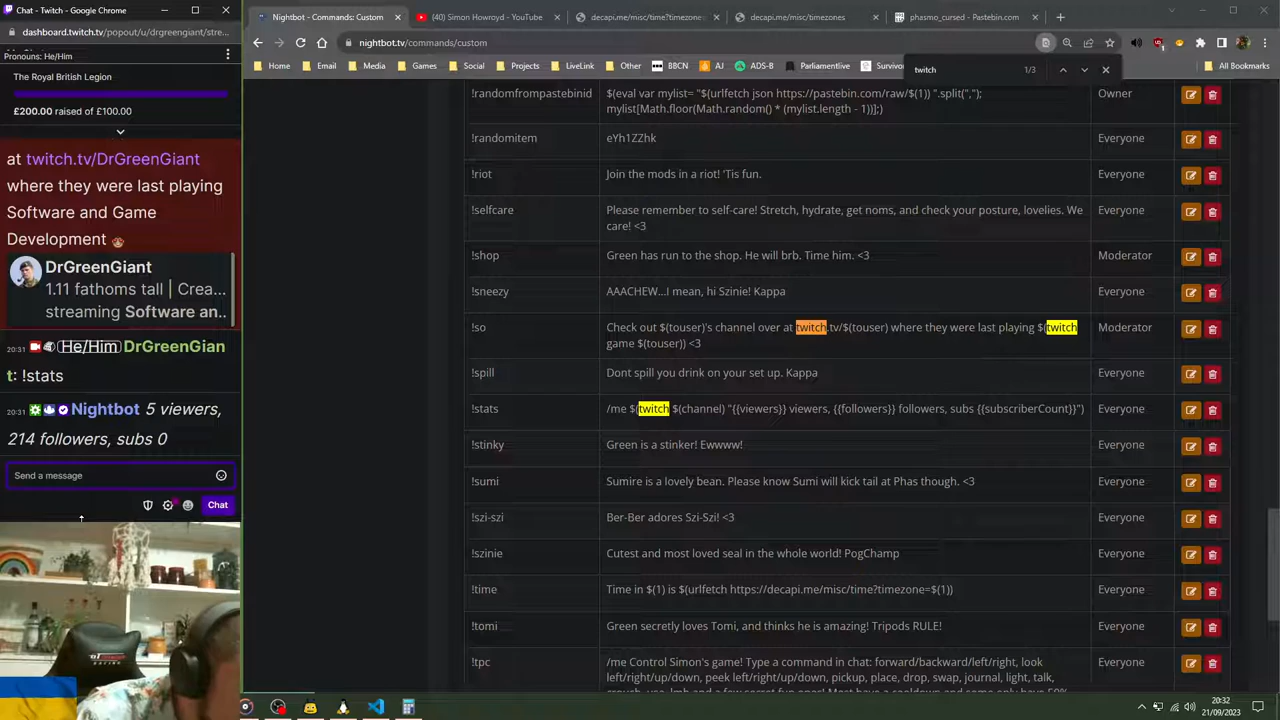 Chat - Twitch - Google Chrome
dashboard.twitch.tv/popout/u/drgreengiant/stre...
Pronouns: He/Him
The Royal British Legion
£200.00 raised of £100.00
at twitch.tv/DrGreenGiant
where they were last playing
Software and Game
Development
DrGreenGiant
1.11 fathoms tall | Crea...
streaming Software an...
20:31 He/Him DrGreenGian
t: !stats
20:31 Nightbot 5 viewers,
214 followers, subs 0
Send a message
Chat
Nightbot - Commands: Custom
(40) Simon Howroyd - YouTube
decapi.me/misc/time?timezone=
decapi.me/misc/timezones
phasmo_cursed - Pastebin.com
nightbot.tv/commands/custom
Home Email Media Games Social Projects LiveLink Other BBCN AJ ADS-B Parliamentlive Survivo All Bookmarks
twitch 1/3
!randomfrompastebinid $(eval var mylist= "$(urlfetch json https://pastebin.com/raw/$(1)) ".split(","); Owner
mylist[Math.floor(Math.random() * (mylist.length - 1))];)
!randomitem eYh1ZZhk Everyone
!riot Join the mods in a riot! 'Tis fun. Everyone
!selfcare Please remember to self-care! Stretch, hydrate, get noms, and check your posture, lovelies. We Everyone
care! <3
!shop Green has run to the shop. He will brb. Time him. <3 Moderator
!sneezy AAACHEW...I mean, hi Szinie! Kappa Everyone
!so Check out $(touser)'s channel over at twitch.tv/$(touser) where they were last playing $(twitch Moderator
game $(touser)) <3
!spill Dont spill you drink on your set up. Kappa Everyone
!stats /me $(twitch $(channel) "{{viewers}} viewers, {{followers}} followers, subs {{subscriberCount}}") Everyone
!stinky Green is a stinker! Ewwww! Everyone
!sumi Sumire is a lovely bean. Please know Sumi will kick tail at Phas though. <3 Everyone
!szi-szi Ber-Ber adores Szi-Szi! <3 Everyone
!szinie Cutest and most loved seal in the whole world! PogChamp Everyone
!time Time in $(1) is $(urlfetch https://decapi.me/misc/time?timezone=$(1)) Everyone
!tomi Green secretly loves Tomi, and thinks he is amazing! Tripods RULE! Everyone
!tpc /me Control Simon's game! Type a command in chat: forward/backward/left/right, look Everyone
left/right/up/down, peek left/right/up/down, pickup, place, drop, swap, journal, light, talk,
20:32
21/09/2023